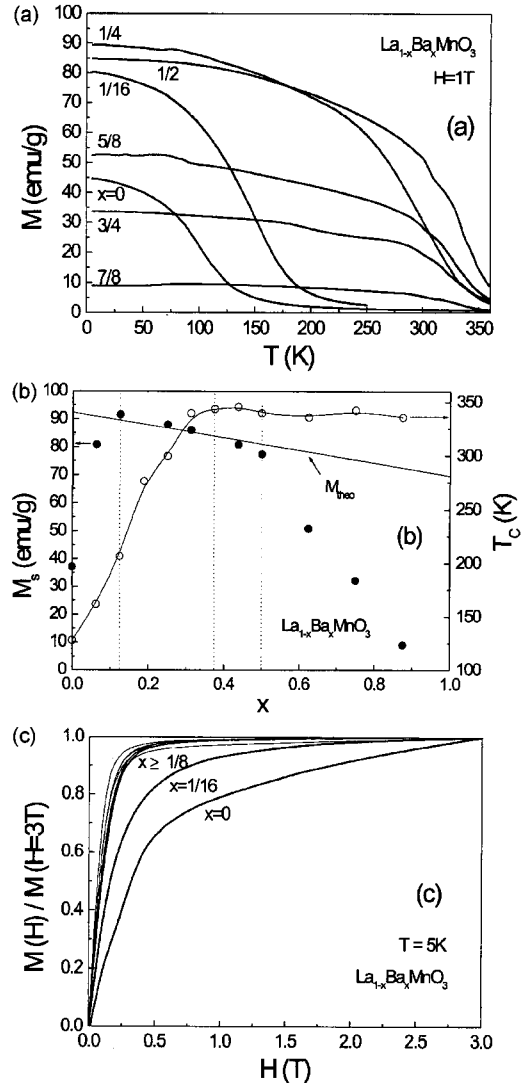 (a)
100
90
80
70
60
50
40
30
20
10
0
M (emu/g)
1/4
1/2
1/16
5/8
x=0
3/4
7/8
La1-xBaxMnO3
H=1T
(a)
0 50 100 150 200 250 300 350
T (K)
(b)
100
90
80
70
60
50
40
30
20
10
0
Ms (emu/g)
Mtheo
(b)
La1-xBaxMnO3
350
300
250
200
150
100
TC (K)
0.0 0.2 0.4 0.6 0.8 1.0
x
(c)
1.0
0.8
0.6
0.4
0.2
0.0
M (H) / M (H=3T)
x ≥ 1/8
x=1/16
x=0
(c)
T = 5K
La1-xBaxMnO3
0.0 0.5 1.0 1.5 2.0 2.5 3.0
H (T)